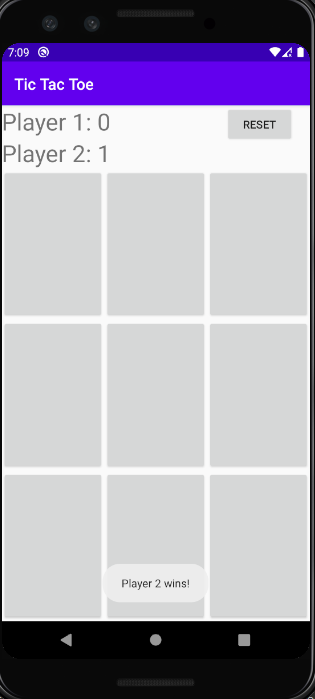 7:09
Tic Tac Toe
Player 1: 0
RESET
Player 2: 1
Player 2 wins!